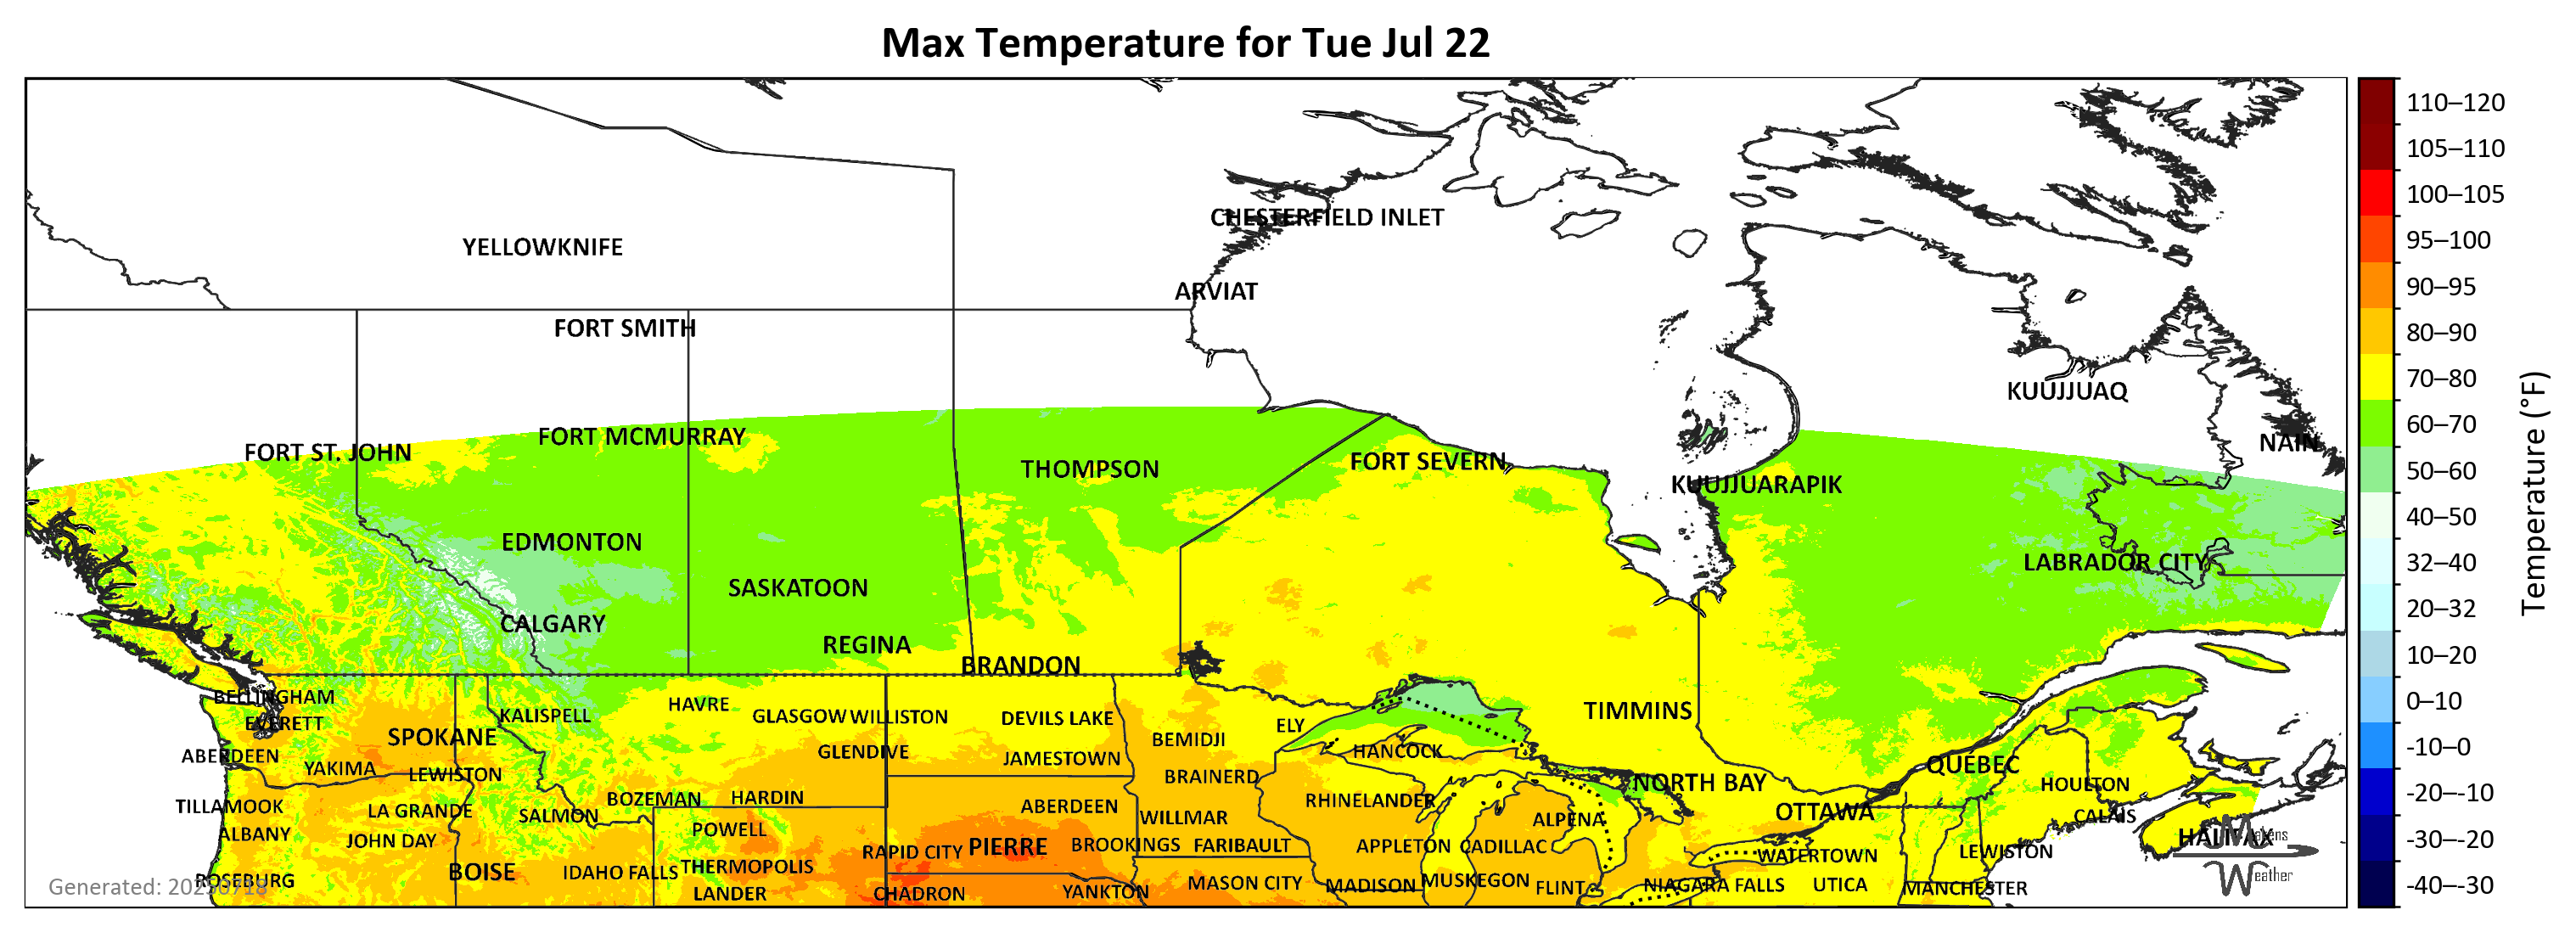 Max Temperature for Tue Jul 22
110–120
105–110
100–105
95–100
90–95
80–90
70–80
60–70
50–60
40–50
32–40
20–32
10–20
0–10
-10–0
-20–-10
-30–-20
-40–-30
Temperature (°F)
CHESTERFIELD INLET
YELLOWKNIFE
ARVIAT
FORT SMITH
KUUJJUAQ
FORT MCMURRAY
NAIN
FORT ST. JOHN
FORT SEVERN
THOMPSON
KUUJJUARAPIK
EDMONTON
LABRADOR CITY
SASKATOON
CALGARY
REGINA
BRANDON
BELLINGHAM
HAVRE
TIMMINS
KALISPELL
GLASGOW WILLISTON
DEVILS LAKE
EVERETT
ELY
SPOKANE
BEMIDJI
GLENDIVE
HANCOCK
ABERDEEN
JAMESTOWN
QUÉBEC
YAKIMA
LEWISTON
BRAINERD
NORTH BAY
HOULTON
BOZEMAN
HARDIN
RHINELANDER
TILLAMOOK
ABERDEEN
LA GRANDE
SALMON
WILLMAR
ALPENA
OTTAWA
CALAIS
ALBANY
POWELL
HALIFAX
Makens
JOHN DAY
RAPID CITY
PIERRE
BROOKINGS
FARIBAULT
APPLETON
CADILLAC
WATERTOWN
LEWISTON
BOISE
IDAHO FALLS
THERMOPOLIS
Weather
ROSEBURG
Generated: 20250718
LANDER
CHADRON
YANKTON
MASON CITY
MADISON
MUSKEGON
FLINT
NIAGARA FALLS
UTICA
MANCHESTER